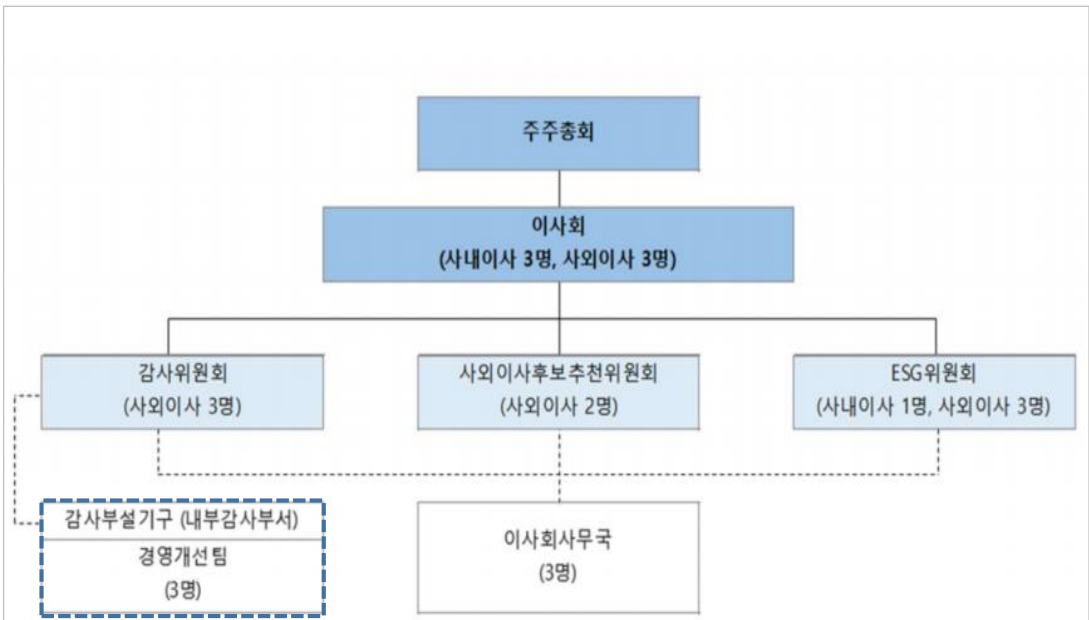 주주총회
이사회
(사내이사 3명, 사외이사 3명)
감사위원회
(사외이사 3명)
사외이사후보추천위원회
(사외이사 2명)
ESG위원회
(사내이사 1명, 사외이사 3명)
감사부설기구 (내부감사부서)
경영개선팀
(3명)
이사회사무국
(3명)